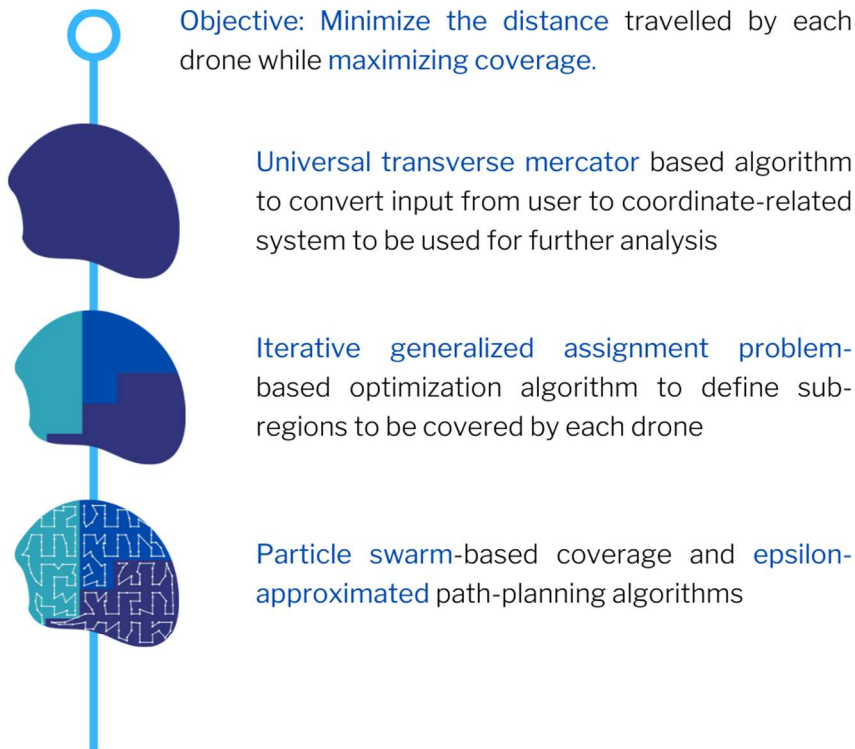 Objective: Minimize the distance travelled by each
drone while maximizing coverage.
Universal transverse mercator based algorithm
to convert input from user to coordinate-related
system to be used for further analysis
Iterative generalized assignment problem-
based optimization algorithm to define sub-
regions to be covered by each drone
Particle swarm-based coverage and epsilon-
approximated path-planning algorithms